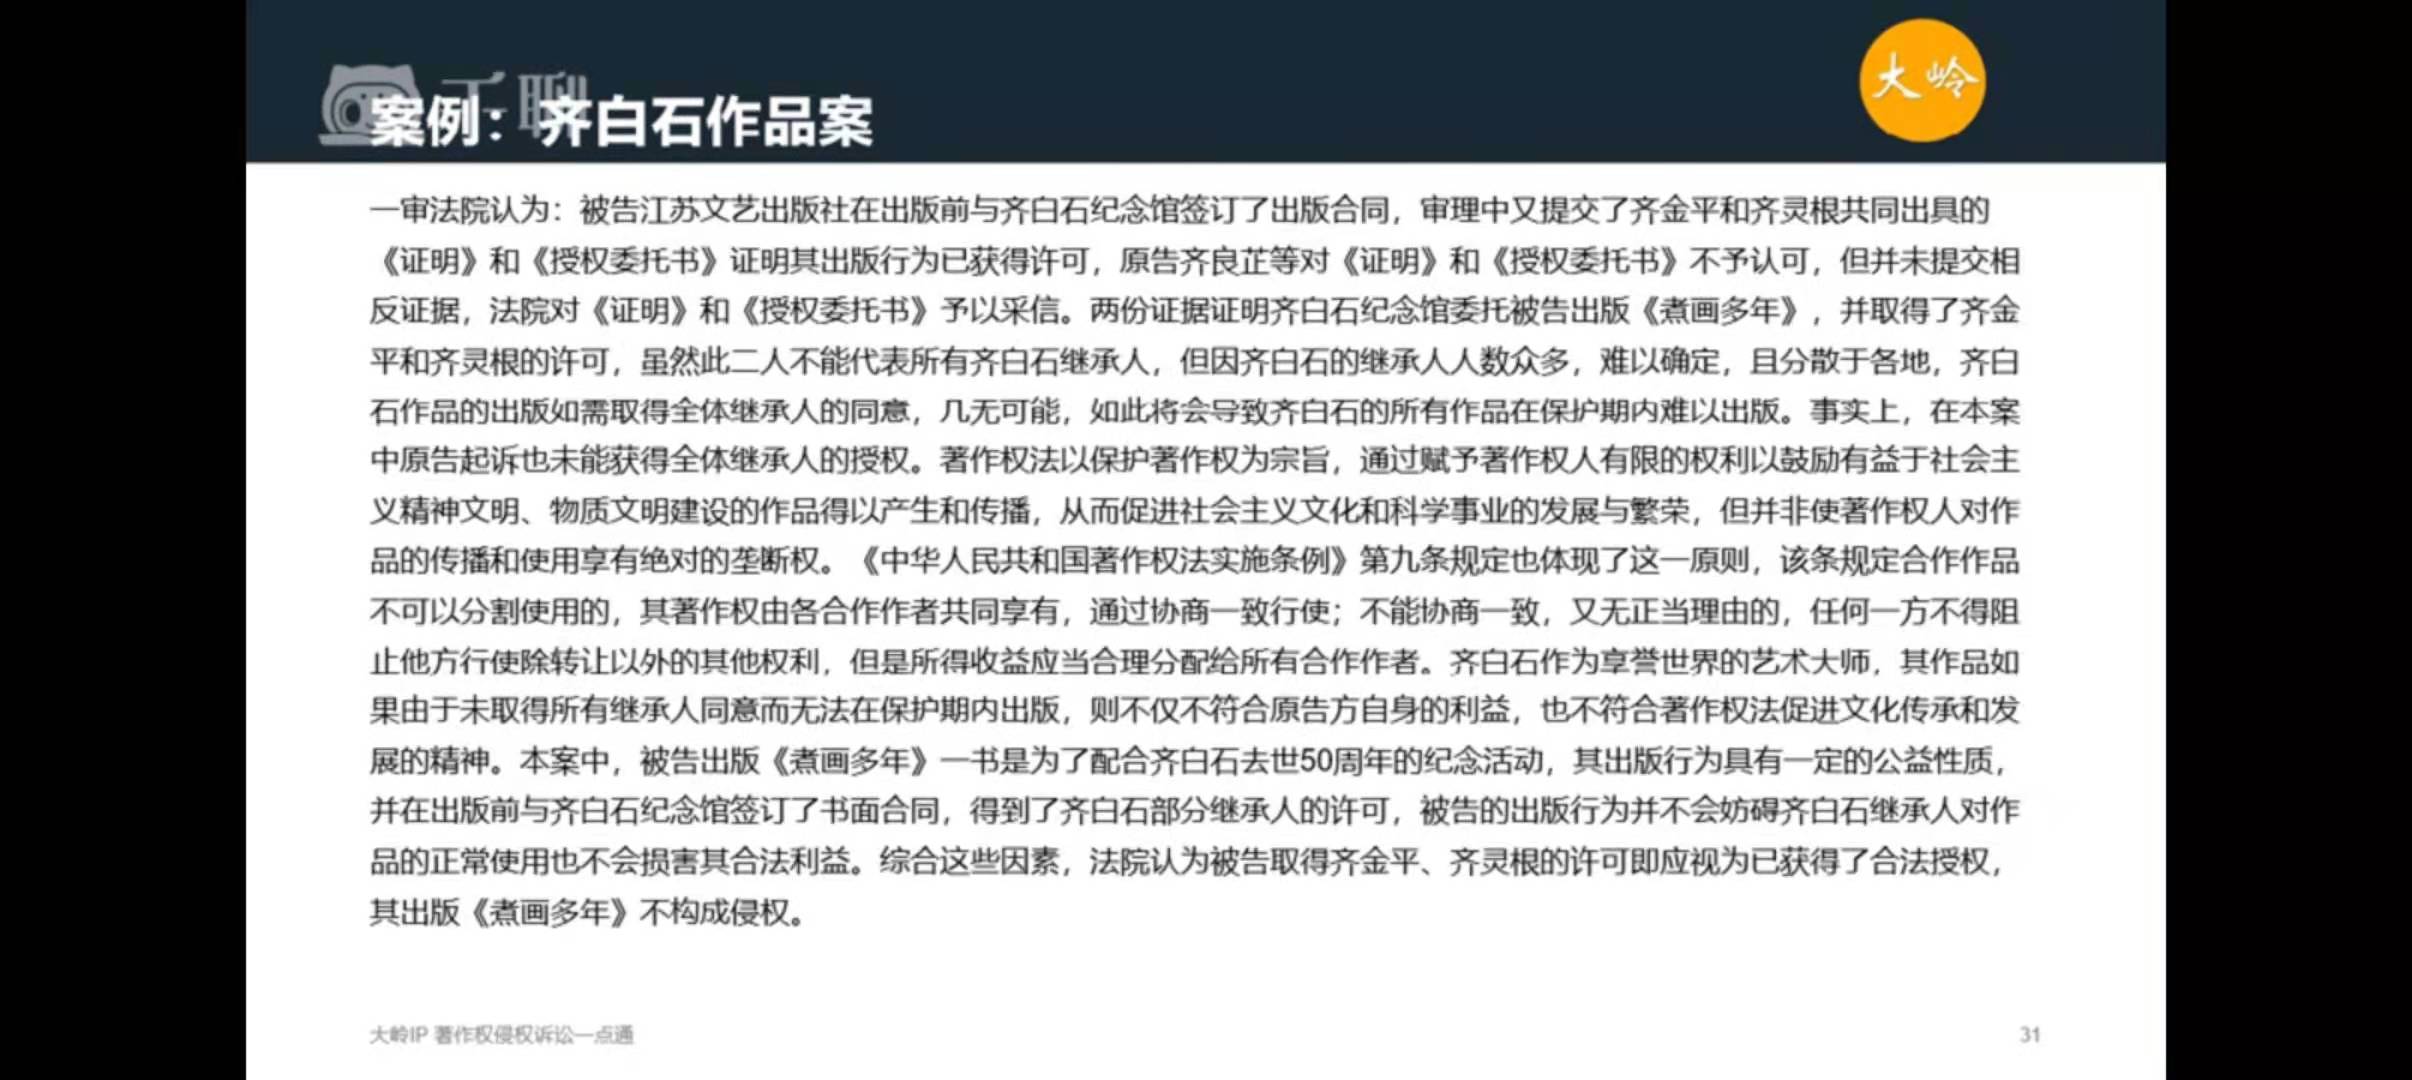 千聊
大岭
案例：齐白石作品案
一审法院认为：被告江苏文艺出版社在出版前与齐白石纪念馆签订了出版合同，审理中又提交了齐金平和齐灵根共同出具的
《证明》和《授权委托书》证明其出版行为已获得许可，原告齐良芷等对《证明》和《授权委托书》不予认可，但并未提交相
反证据，法院对《证明》和《授权委托书》予以采信。两份证据证明齐白石纪念馆委托被告出版《煮画多年》，并取得了齐金
平和齐灵根的许可，虽然此二人不能代表所有齐白石继承人，但因齐白石的继承人人数众多，难以确定，且分散于各地，齐白
石作品的出版如需取得全体继承人的同意，几无可能，如此将会导致齐白石的所有作品在保护期内难以出版。事实上，在本案
中原告起诉也未能获得全体继承人的授权。著作权法以保护著作权为宗旨，通过赋予著作权人有限的权利以鼓励有益于社会主
义精神文明、物质文明建设的作品得以产生和传播，从而促进社会主义文化和科学事业的发展与繁荣，但并非使著作权人对作
品的传播和使用享有绝对的垄断权。《中华人民共和国著作权法实施条例》第九条规定也体现了这一原则，该条规定合作作品
不可以分割使用的，其著作权由各合作作者共同享有，通过协商一致行使；不能协商一致，又无正当理由的，任何一方不得阻
止他方行使除转让以外的其他权利，但是所得收益应当合理分配给所有合作作者。齐白石作为享誉世界的艺术大师，其作品如
果由于未取得所有继承人同意而无法在保护期内出版，则不仅不符合原告方自身的利益，也不符合著作权法促进文化传承和发
展的精神。本案中，被告出版《煮画多年》一书是为了配合齐白石去世50周年的纪念活动，其出版行为具有一定的公益性质，
并在出版前与齐白石纪念馆签订了书面合同，得到了齐白石部分继承人的许可，被告的出版行为并不会妨碍齐白石继承人对作
品的正常使用也不会损害其合法利益。综合这些因素，法院认为被告取得齐金平、齐灵根的许可即应视为已获得了合法授权，
其出版《煮画多年》不构成侵权。
大岭IP 著作权侵权诉讼一点通
31